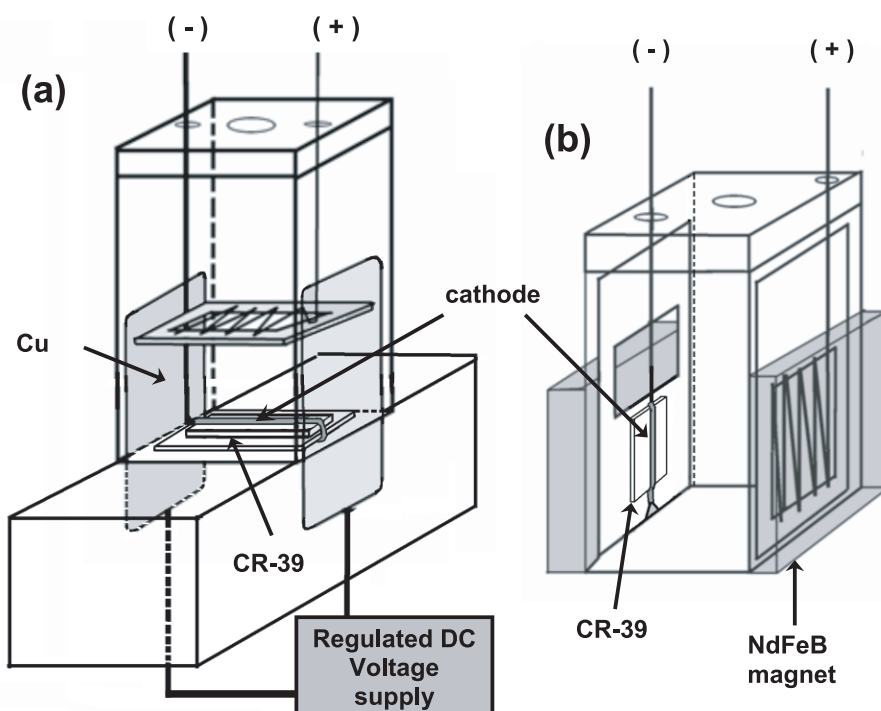 (a)
( - )
( + )
Cu
cathode
CR-39
Regulated DC
Voltage
supply
(b)
( - )
( + )
CR-39
NdFeB
magnet